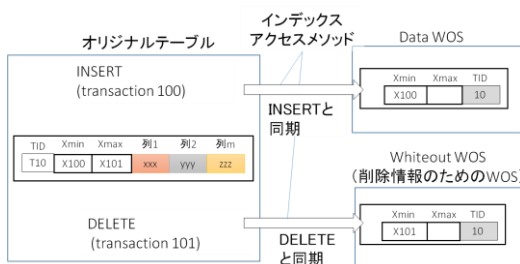 インデックス
アクセスメソッド
オリジナルテーブル
Data WOS
INSERT
(transaction 100)
Xmin Xmax TID
X100 10
INSERTと
同期
TID Xmin Xmax 列1 列2 列m
T10 X100 X101 xxx yyy zzz
Whiteout WOS
(削除情報のためのWOS)
DELETE
(transaction 101)
Xmin Xmax TID
X101 10
DELETE
と同期